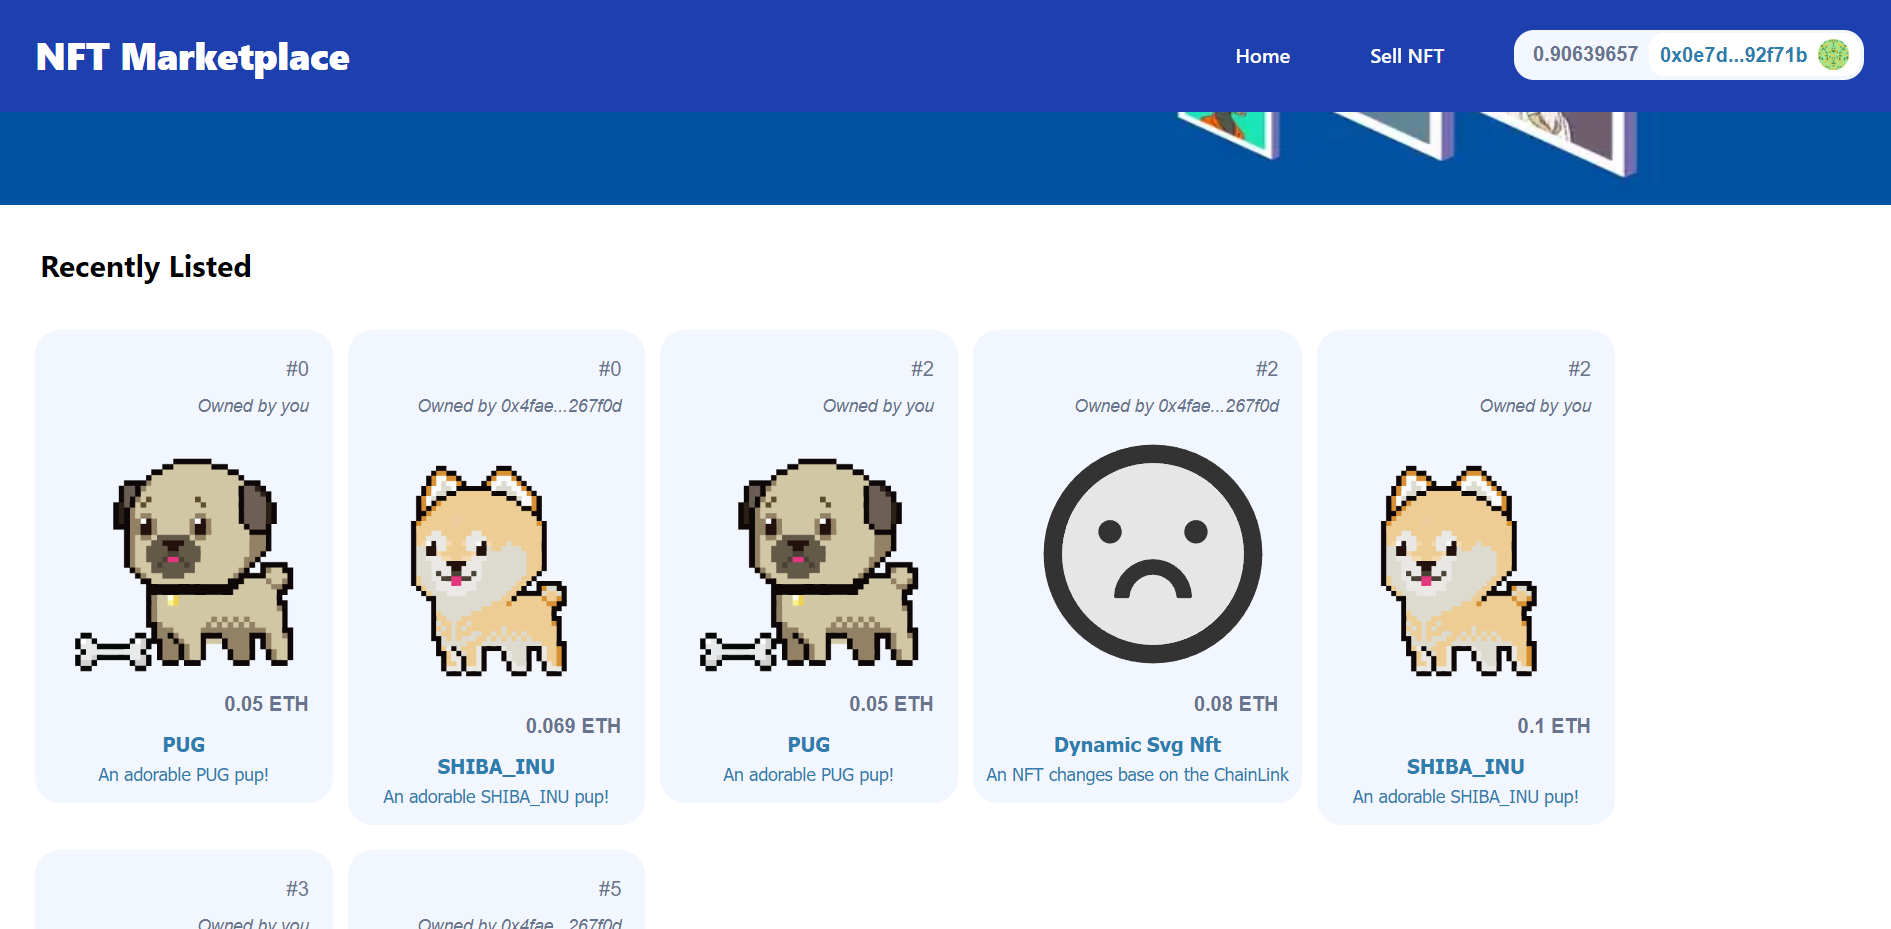 NFT Marketplace
Home
Sell NFT
0.90639657
0x0e7d...92f71b
Recently Listed
#0
Owned by you
0.05 ETH
PUG
An adorable PUG pup!
#0
Owned by 0x4fae...267f0d
0.069 ETH
SHIBA_INU
An adorable SHIBA_INU pup!
#2
Owned by you
0.05 ETH
PUG
An adorable PUG pup!
#2
Owned by 0x4fae...267f0d
0.08 ETH
Dynamic Svg Nft
An NFT changes base on the ChainLink
#2
Owned by you
0.1 ETH
SHIBA_INU
An adorable SHIBA_INU pup!
#3
Owned by you
#5
Owned by 0x4fae...267f0d